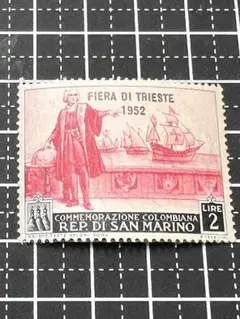 FIERA DI TRIESTE
1952
LIRE
2
COMMEMORAZIONE COLOMBIANA
REP. DI SAN MARINO